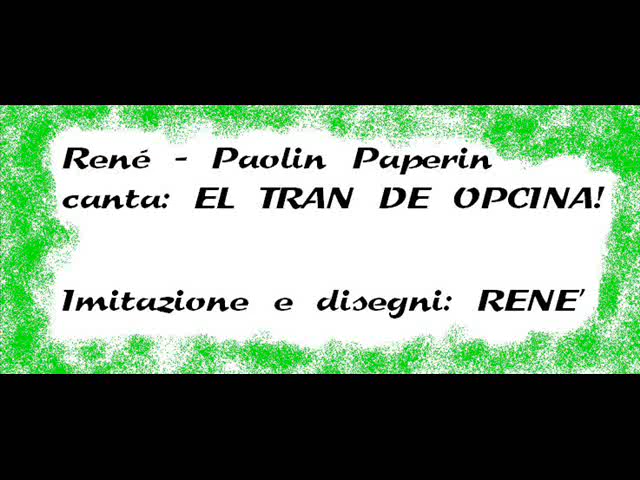 René - Paolin Paperin
canta: EL TRAN DE OPCINA!
Imitazione e disegni: RENE'